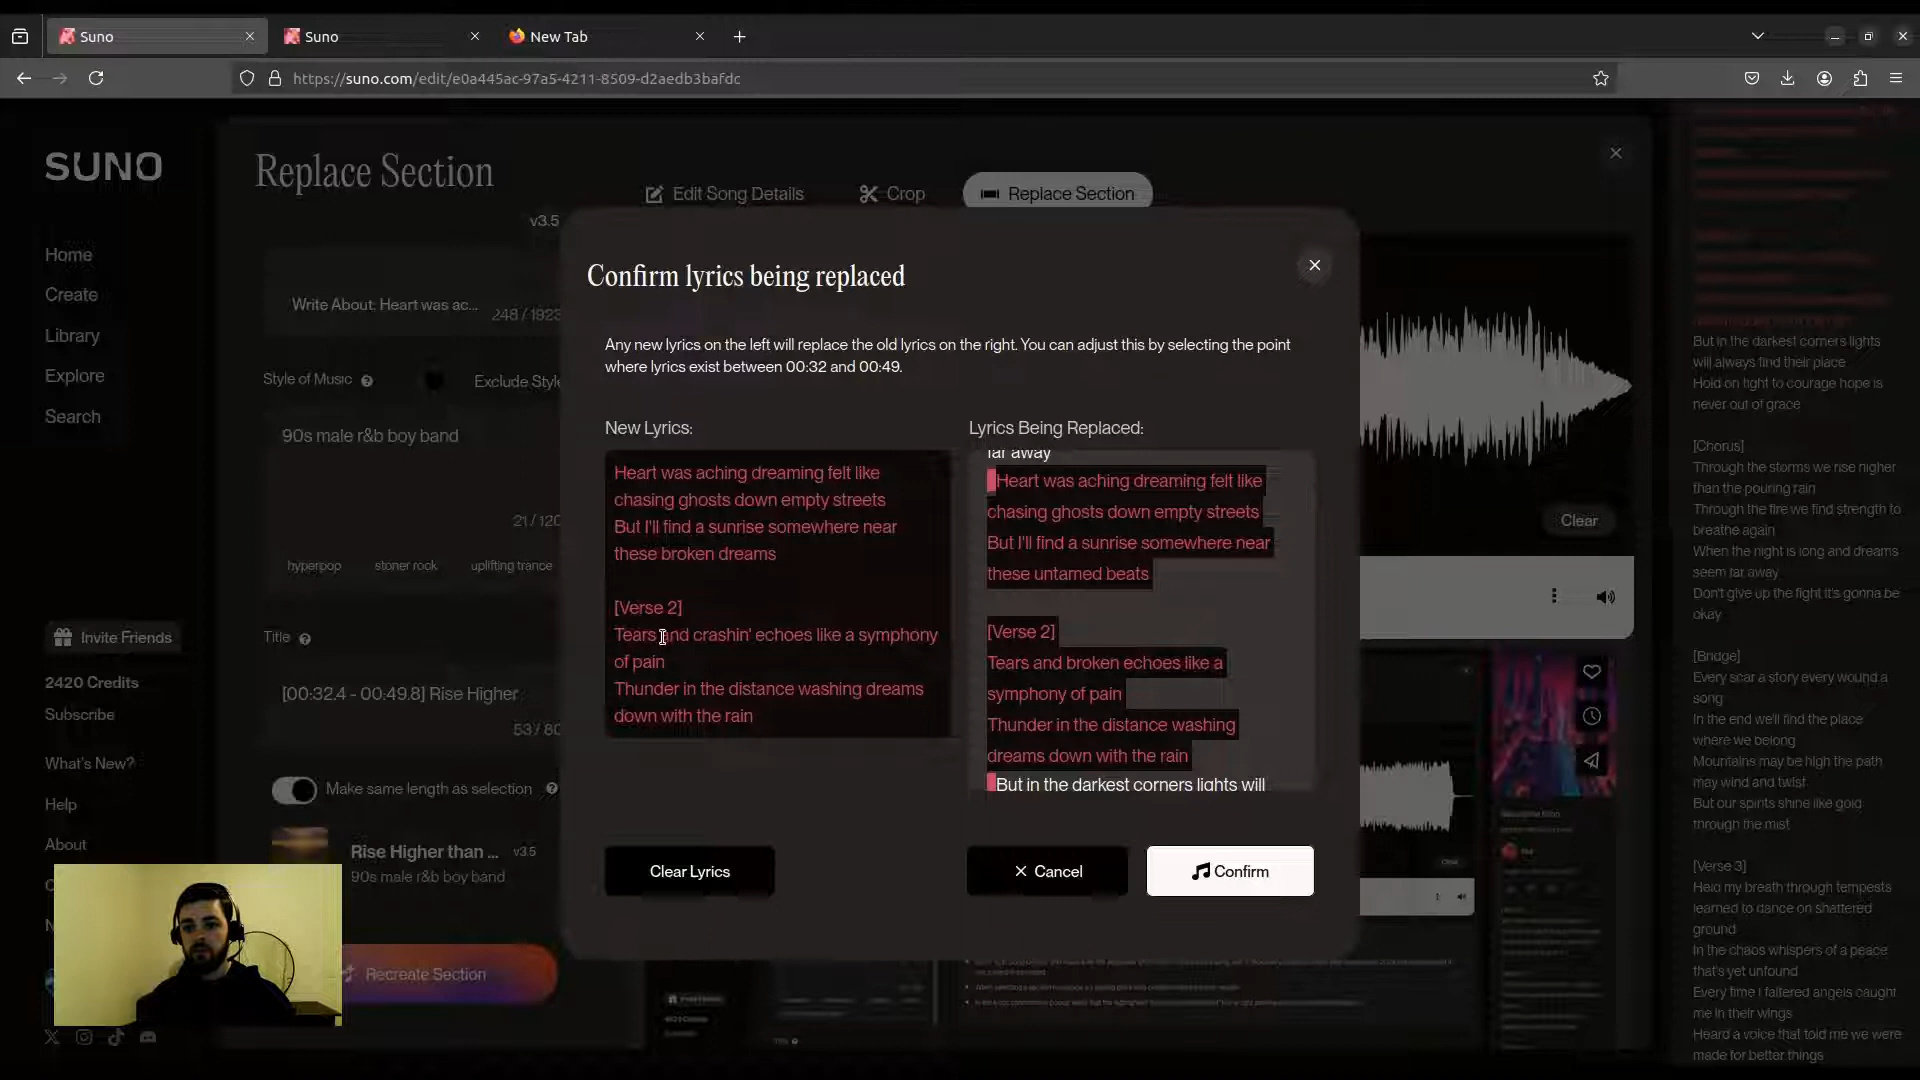 Suno
Suno
New Tab
https://suno.com/edit/e0a445ac-97a5-4211-8509-d2aedb3bafdc
SUNO
Home
Create
Library
Explore
Search
Invite Friends
2420 Credits
Subscribe
What's New?
Help
About
Replace Section
v3.5
Edit Song Details
Crop
Replace Section
Write About: Heart was ac...
248 / 1923
Style of Music
Exclude Style
90s male r&b boy band
21 / 120
hyperpop
stoner rock
uplifting trance
Title
[00:32.4 - 00:49.8] Rise Higher
53 / 80
Make same length as selection
Rise Higher than ...
v3.5
90s male r&b boy band
Recreate Section
Confirm lyrics being replaced
Any new lyrics on the left will replace the old lyrics on the right. You can adjust this by selecting the point
where lyrics exist between 00:32 and 00:49.
New Lyrics:
Heart was aching dreaming felt like
chasing ghosts down empty streets
But I'll find a sunrise somewhere near
these broken dreams
[Verse 2]
Tears and crashin' echoes like a symphony
of pain
Thunder in the distance washing dreams
down with the rain
Lyrics Being Replaced:
far away
Heart was aching dreaming felt like
chasing ghosts down empty streets
But I'll find a sunrise somewhere near
these untamed beats
[Verse 2]
Tears and broken echoes like a
symphony of pain
Thunder in the distance washing
dreams down with the rain
But in the darkest corners lights will
Clear Lyrics
Cancel
Confirm
Clear
But in the darkest corners lights
will always find their place
Hold on tight to courage hope is
never out of grace
[Chorus]
Through the storms we rise higher
than the pouring rain
Through the fire we find strength to
breathe again
When the night is long and dreams
seem far away
Don't give up the fight it's gonna be
okay
[Bridge]
Every scar a story every wound a
song
In the end we'll find the place
where we belong
Mountains may be high the path
may wind and twist
But our spirits shine like gold
through the mist
[Verse 3]
Held my breath through tempests
learned to dance on shattered
ground
In the chaos whispers of a peace
that's yet unfound
Every time I faltered angels caught
me in their wings
Heard a voice that told me we were
made for better things